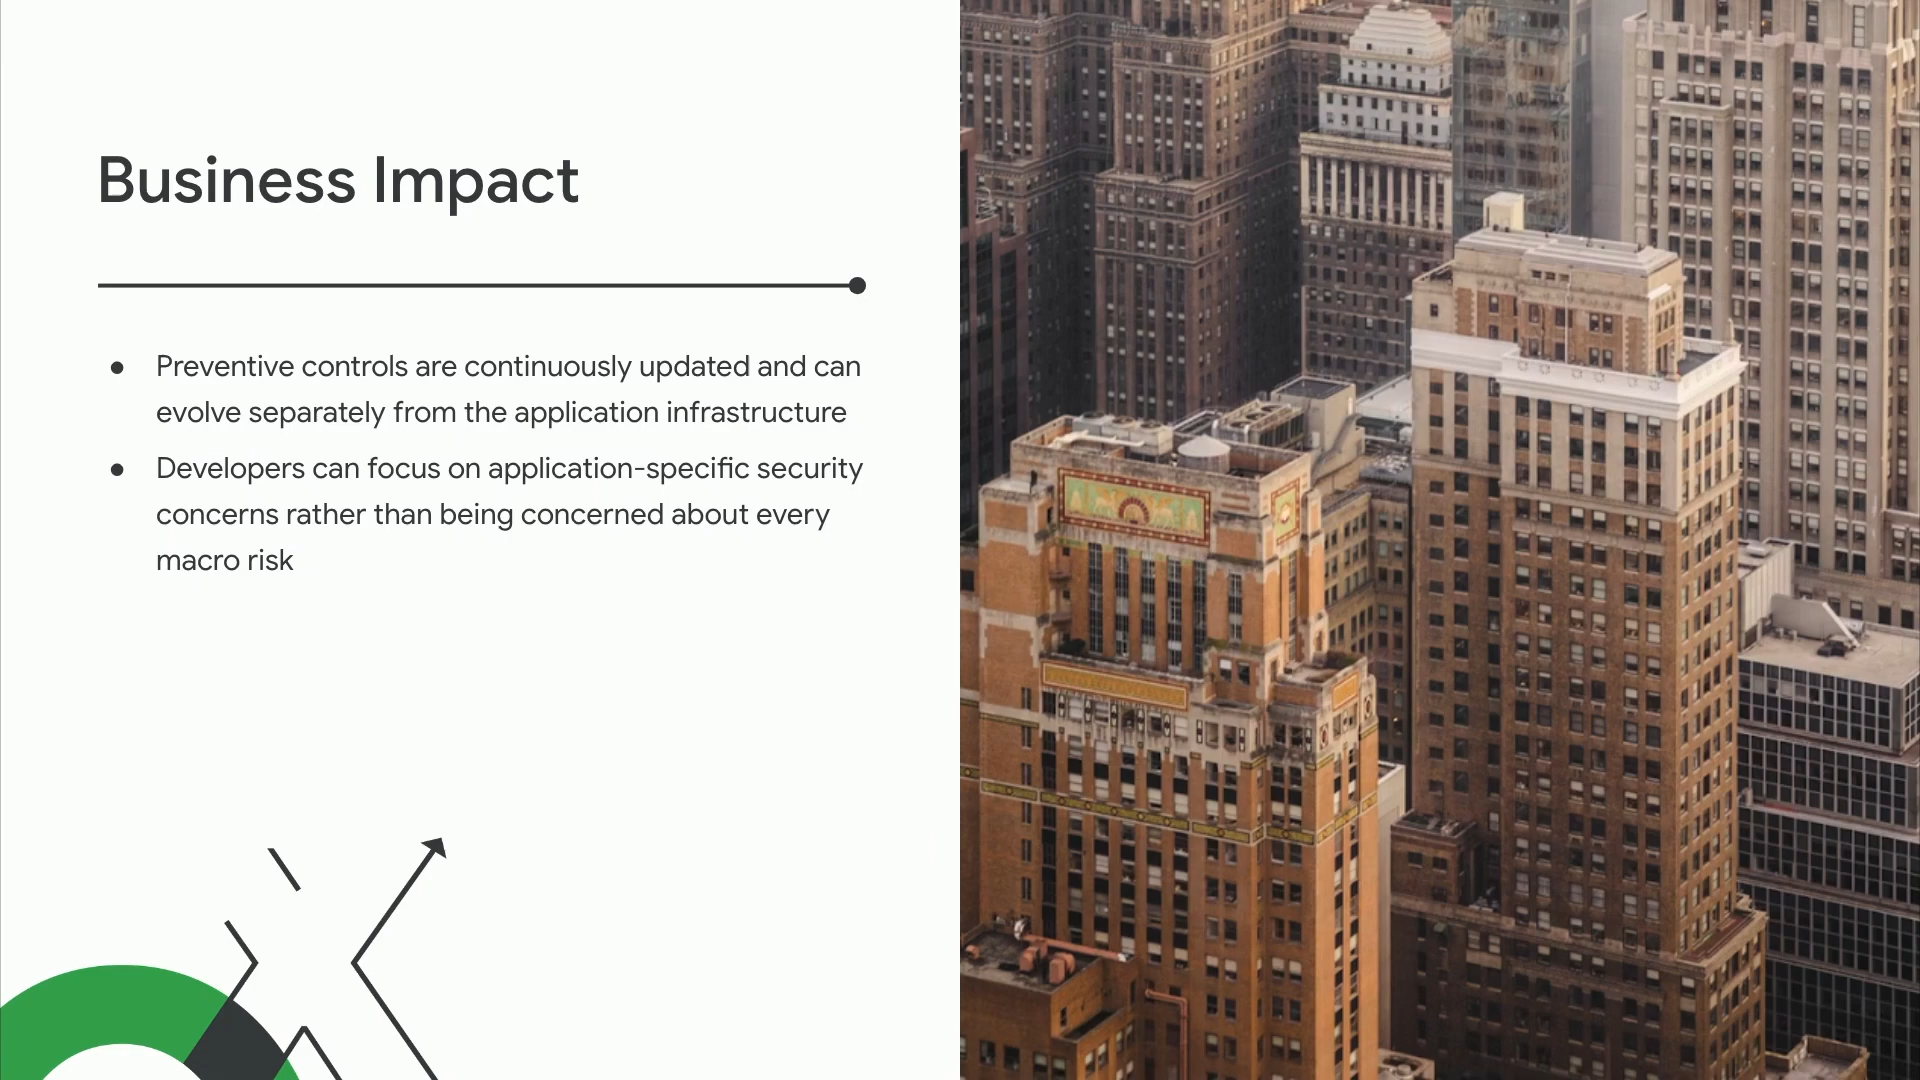 Business Impact
● Preventive controls are continuously updated and can
evolve separately from the application infrastructure
● Developers can focus on application-specific security
concerns rather than being concerned about every
macro risk